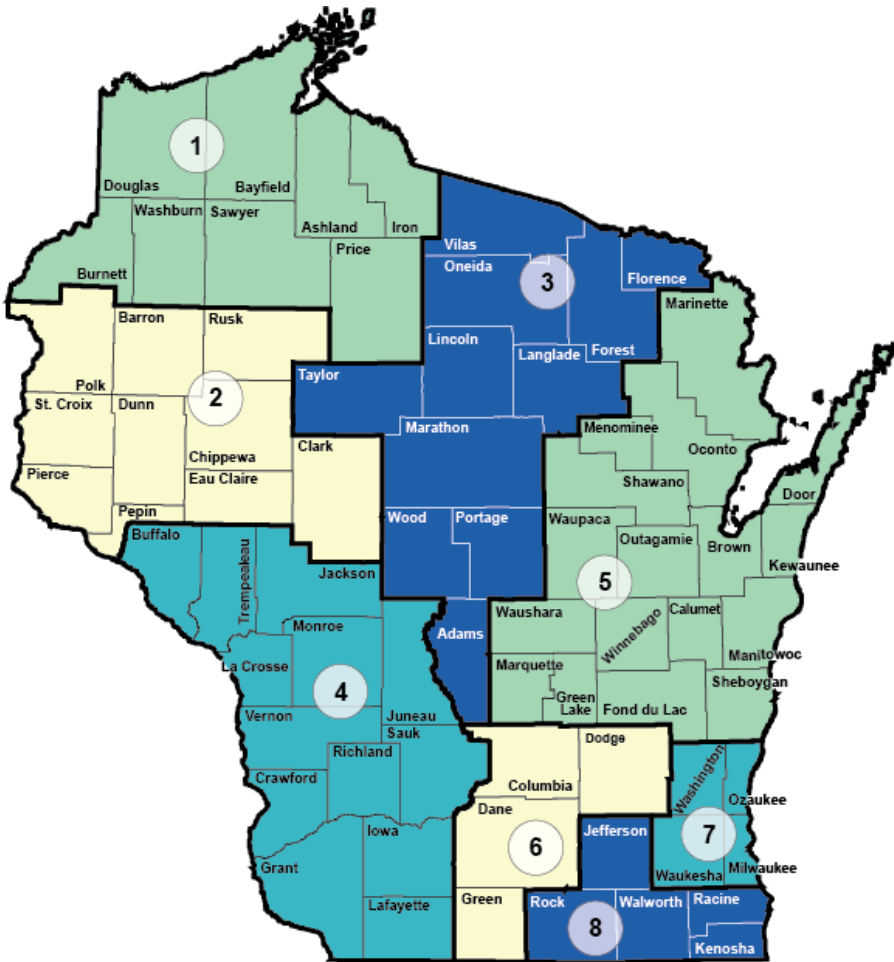 1
Douglas
Bayfield
Washburn
Sawyer
Ashland
Iron
Price
Burnett
Vilas
Oneida
3
Florence
Marinette
Barron
Rusk
Lincoln
Langlade
Forest
Polk
2
Taylor
St. Croix
Dunn
Marathon
Menominee
Clark
Oconto
Chippewa
Pierce
Eau Claire
Shawano
Door
Pepin
Wood
Portage
Waupaca
Buffalo
Outagamie
Brown
Kewaunee
Jackson
5
Trempealeau
Waushara
Winnebago
Calumet
Monroe
Adams
Manitowoc
La Crosse
Marquette
Sheboygan
4
Green
Lake
Fond du Lac
Vernon
Juneau
Sauk
Dodge
Richland
Washington
Crawford
Columbia
Ozaukee
Dane
Iowa
Jefferson
7
6
Grant
Waukesha
Milwaukee
Lafayette
Green
Rock
Walworth
Racine
8
Kenosha